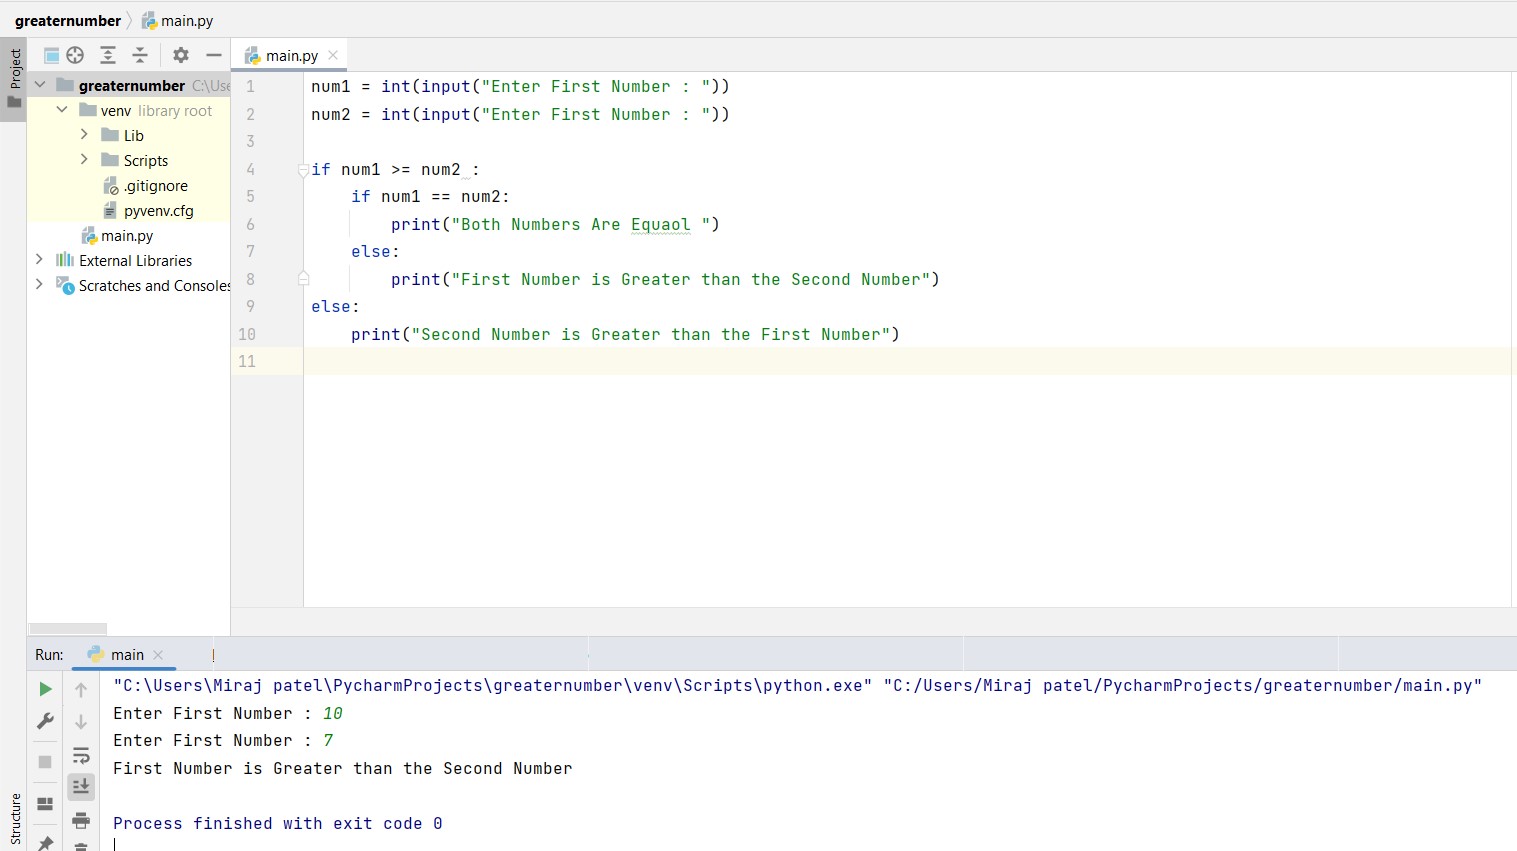 greaternumber main.py
Project
main.py
greaternumber C:\Use
venv library root
Lib
Scripts
.gitignore
pyvenv.cfg
main.py
External Libraries
Scratches and Consoles
1 num1 = int(input("Enter First Number : "))
2 num2 = int(input("Enter First Number : "))
3
4 if num1 >= num2 :
5 if num1 == num2:
6 print("Both Numbers Are Equaol ")
7 else:
8 print("First Number is Greater than the Second Number")
9 else:
10 print("Second Number is Greater than the First Number")
11
Structure
Run: main
"C:\Users\Miraj patel\PycharmProjects\greaternumber\venv\Scripts\python.exe" "C:/Users/Miraj patel/PycharmProjects/greaternumber/main.py"
Enter First Number : 10
Enter First Number : 7
First Number is Greater than the Second Number
Process finished with exit code 0